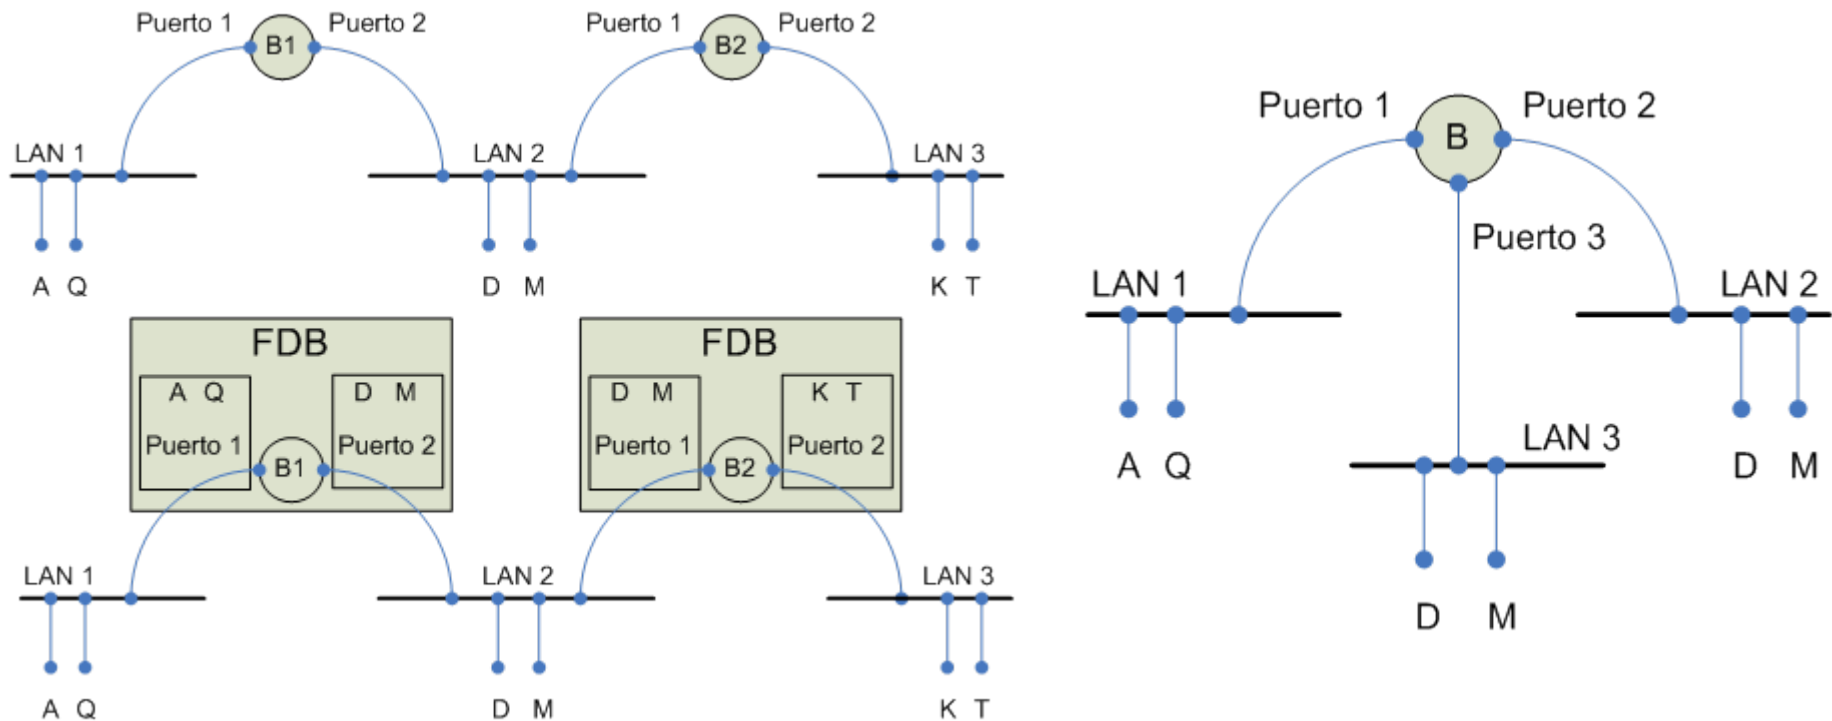 Puerto 1 B1 Puerto 2 Puerto 1 B2 Puerto 2
LAN 1 LAN 2 LAN 3
A Q D M K T
FDB FDB
A Q D M D M K T
Puerto 1 B1 Puerto 2 Puerto 1 B2 Puerto 2
LAN 1 LAN 2 LAN 3
A Q D M K T
Puerto 1 B Puerto 2
Puerto 3
LAN 1 LAN 2
A Q LAN 3 D M
D M